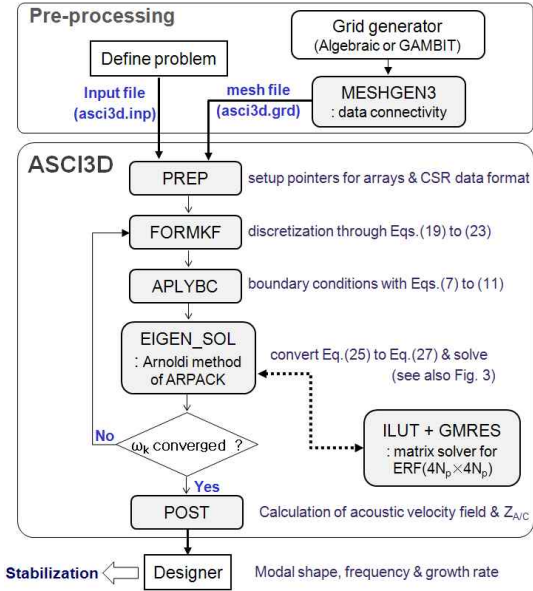 Pre-processing
Grid generator
(Algebraic or GAMBIT)
Define problem
Input file
(asci3d.inp)
mesh file
(asci3d.grd)
MESHGEN3
: data connectivity
ASCI3D
PREP
setup pointers for arrays & CSR data format
FORMKF
discretization through Eqs.(19) to (23)
APLYBC
boundary conditions with Eqs.(7) to (11)
EIGEN_SOL
: Arnoldi method
of ARPACK
convert Eq.(25) to Eq.(27) & solve
(see also Fig. 3)
ILUT + GMRES
: matrix solver for
ERF(4Np×4Np)
No
ωk converged ?
Yes
POST
Calculation of acoustic velocity field & ZA/C
Stabilization
Designer
Modal shape, frequency & growth rate